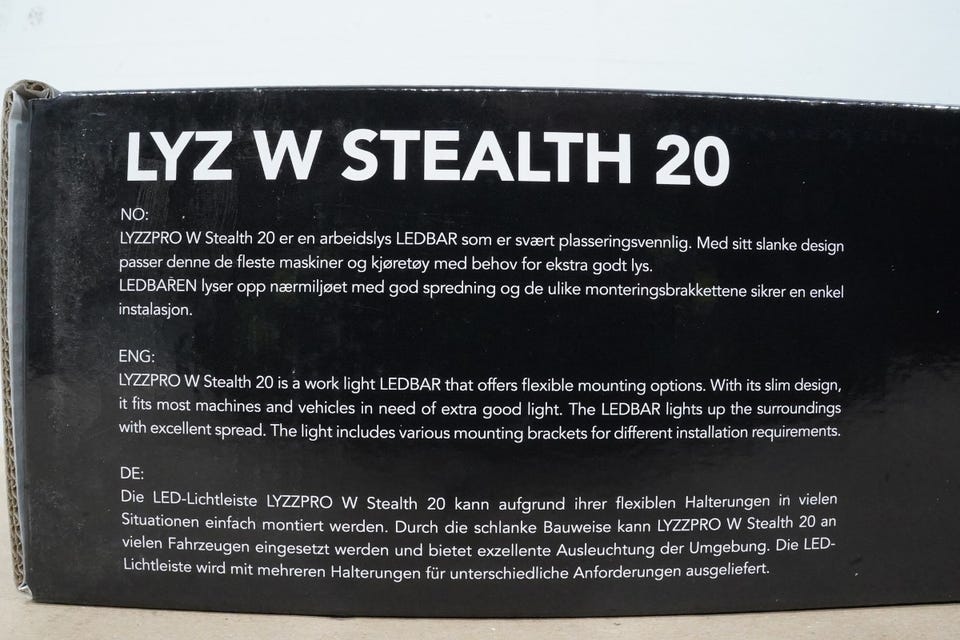 LYZ W STEALTH 20
NO:
LYZZPRO W Stealth 20 er en arbeidslys LEDBAR som er svært plasseringsvennlig. Med sitt slanke design
passer denne de fleste maskiner og kjøretøy med behov for ekstra godt lys.
LEDBAREN lyser opp nærmiljøet med god spredning og de ulike monteringsbrakkettene sikrer en enkel
instalasjon.
ENG:
LYZZPRO W Stealth 20 is a work light LEDBAR that offers flexible mounting options. With its slim design,
it fits most machines and vehicles in need of extra good light. The LEDBAR lights up the surroundings
with excellent spread. The light includes various mounting brackets for different installation requirements.
DE:
Die LED-Lichtleiste LYZZPRO W Stealth 20 kann aufgrund ihrer flexiblen Halterungen in vielen
Situationen einfach montiert werden. Durch die schlanke Bauweise kann LYZZPRO W Stealth 20 an
vielen Fahrzeugen eingesetzt werden und bietet exzellente Ausleuchtung der Umgebung. Die LED-
Lichtleiste wird mit mehreren Halterungen für unterschiedliche Anforderungen ausgeliefert.